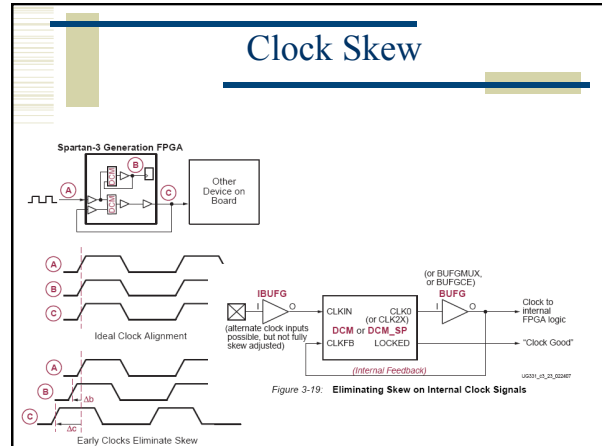 Clock Skew
Spartan-3 Generation FPGA
A
DCM
B
DCM
C
Other
Device on
Board
A
B
C
Ideal Clock Alignment
A
B
Δb
C
Δc
Early Clocks Eliminate Skew
IBUFG
I
O
(alternate clock inputs
possible, but not fully
skew adjusted)
CLKIN
CLK0
(or CLK2X)
DCM or DCM_SP
CLKFB
LOCKED
(Internal Feedback)
(or BUFGMUX,
or BUFGCE)
BUFG
I
O
Clock to
internal
FPGA logic
"Clock Good"
UG331_c3_23_022407
Figure 3-19: Eliminating Skew on Internal Clock Signals